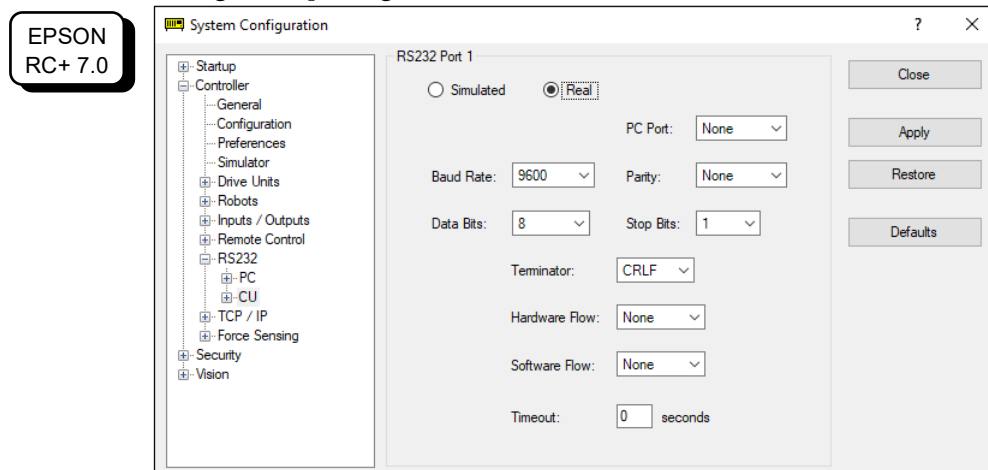 EPSON
RC+ 7.0
System Configuration
?
Startup
Controller
General
Configuration
Preferences
Simulator
Drive Units
Robots
Inputs / Outputs
Remote Control
RS232
PC
CU
TCP / IP
Force Sensing
Security
Vision
RS232 Port 1
Simulated Real
PC Port: None
Baud Rate: 9600 Parity: None
Data Bits: 8 Stop Bits: 1
Terminator: CRLF
Hardware Flow: None
Software Flow: None
Timeout: 0 seconds
Close
Apply
Restore
Defaults